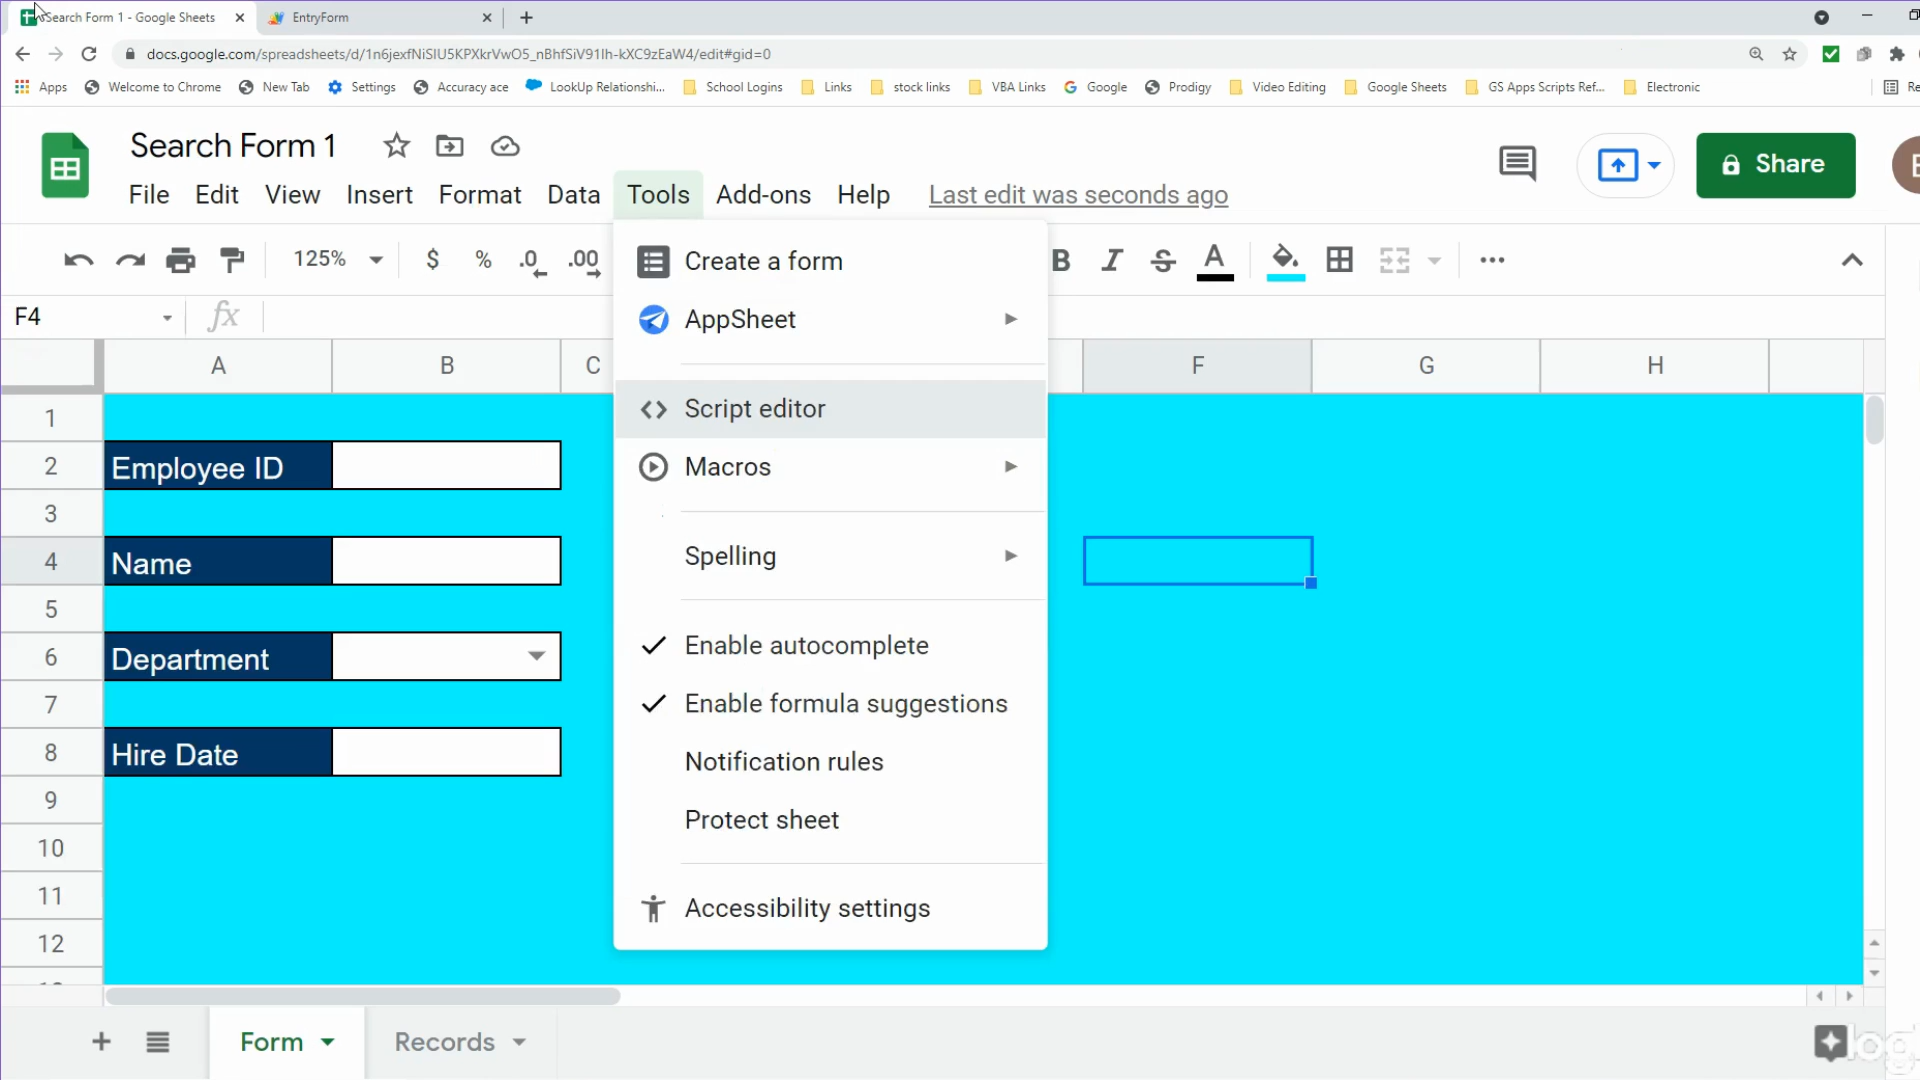 Search Form 1 - Google Sheets
EntryForm
docs.google.com/spreadsheets/d/1n6jexfNiSIU5KPXkrVwO5_nBhfSiV91Ih-kXC9zEaW4/edit#gid=0
Apps Welcome to Chrome New Tab Settings Accuracy ace LookUp Relationshi... School Logins Links stock links VBA Links Google Prodigy Video Editing Google Sheets GS Apps Scripts Ref... Electronic
Search Form 1
Share
File Edit View Insert Format Data Tools Add-ons Help Last edit was seconds ago
125% $ % .0 .00 B I S A
F4 fx
Create a form
AppSheet
Script editor
Macros
Spelling
Enable autocomplete
Enable formula suggestions
Notification rules
Protect sheet
Accessibility settings
A B C F G H
1
2 Employee ID
3
4 Name
5
6 Department
7
8 Hire Date
9
10
11
12
Form Records